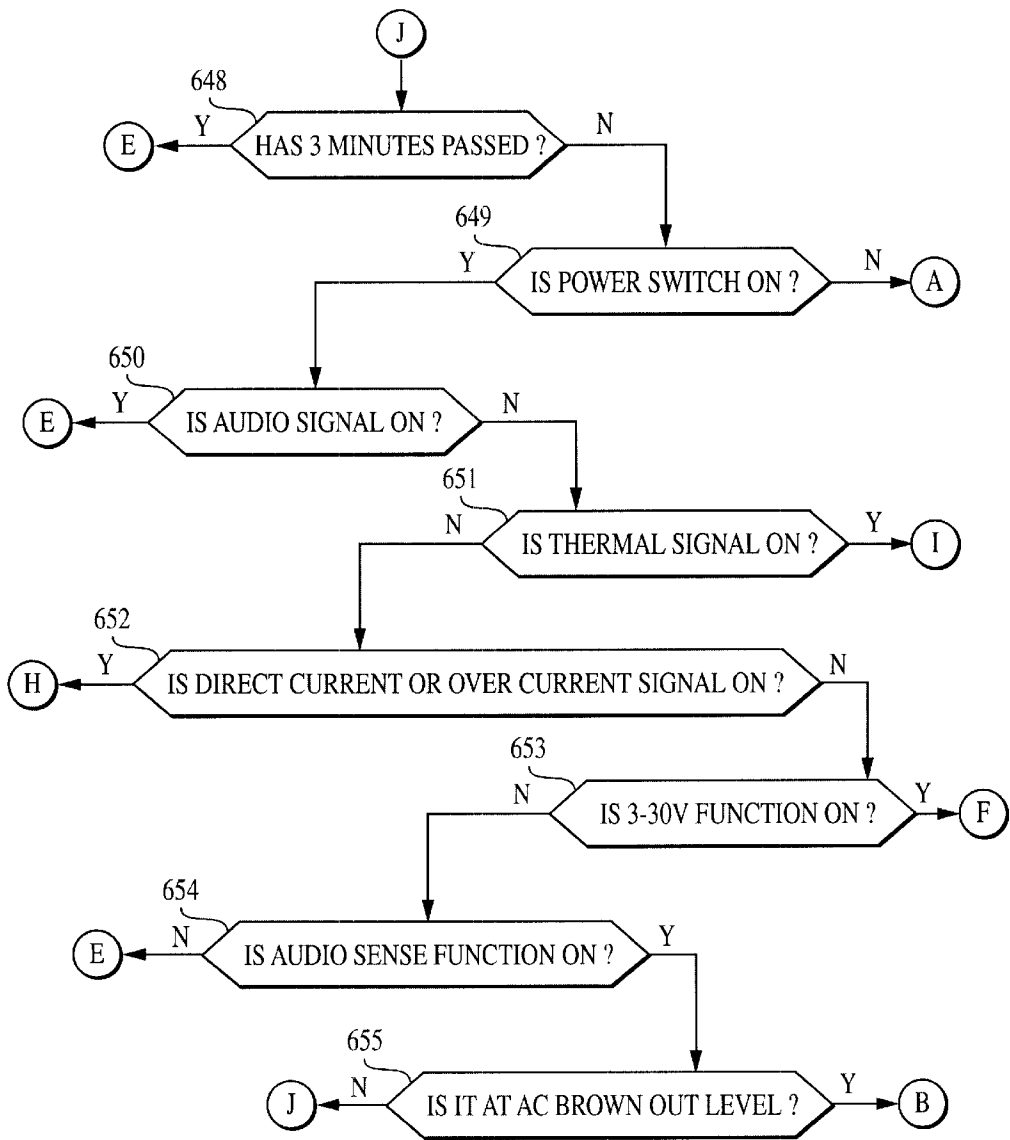 J
648
Y
N
E
HAS 3 MINUTES PASSED ?
649
Y
N
IS POWER SWITCH ON ?
A
650
Y
N
E
IS AUDIO SIGNAL ON ?
651
N
Y
IS THERMAL SIGNAL ON ?
I
652
Y
N
H
IS DIRECT CURRENT OR OVER CURRENT SIGNAL ON ?
653
N
Y
IS 3-30V FUNCTION ON ?
F
654
N
Y
E
IS AUDIO SENSE FUNCTION ON ?
655
N
Y
J
IS IT AT AC BROWN OUT LEVEL ?
B